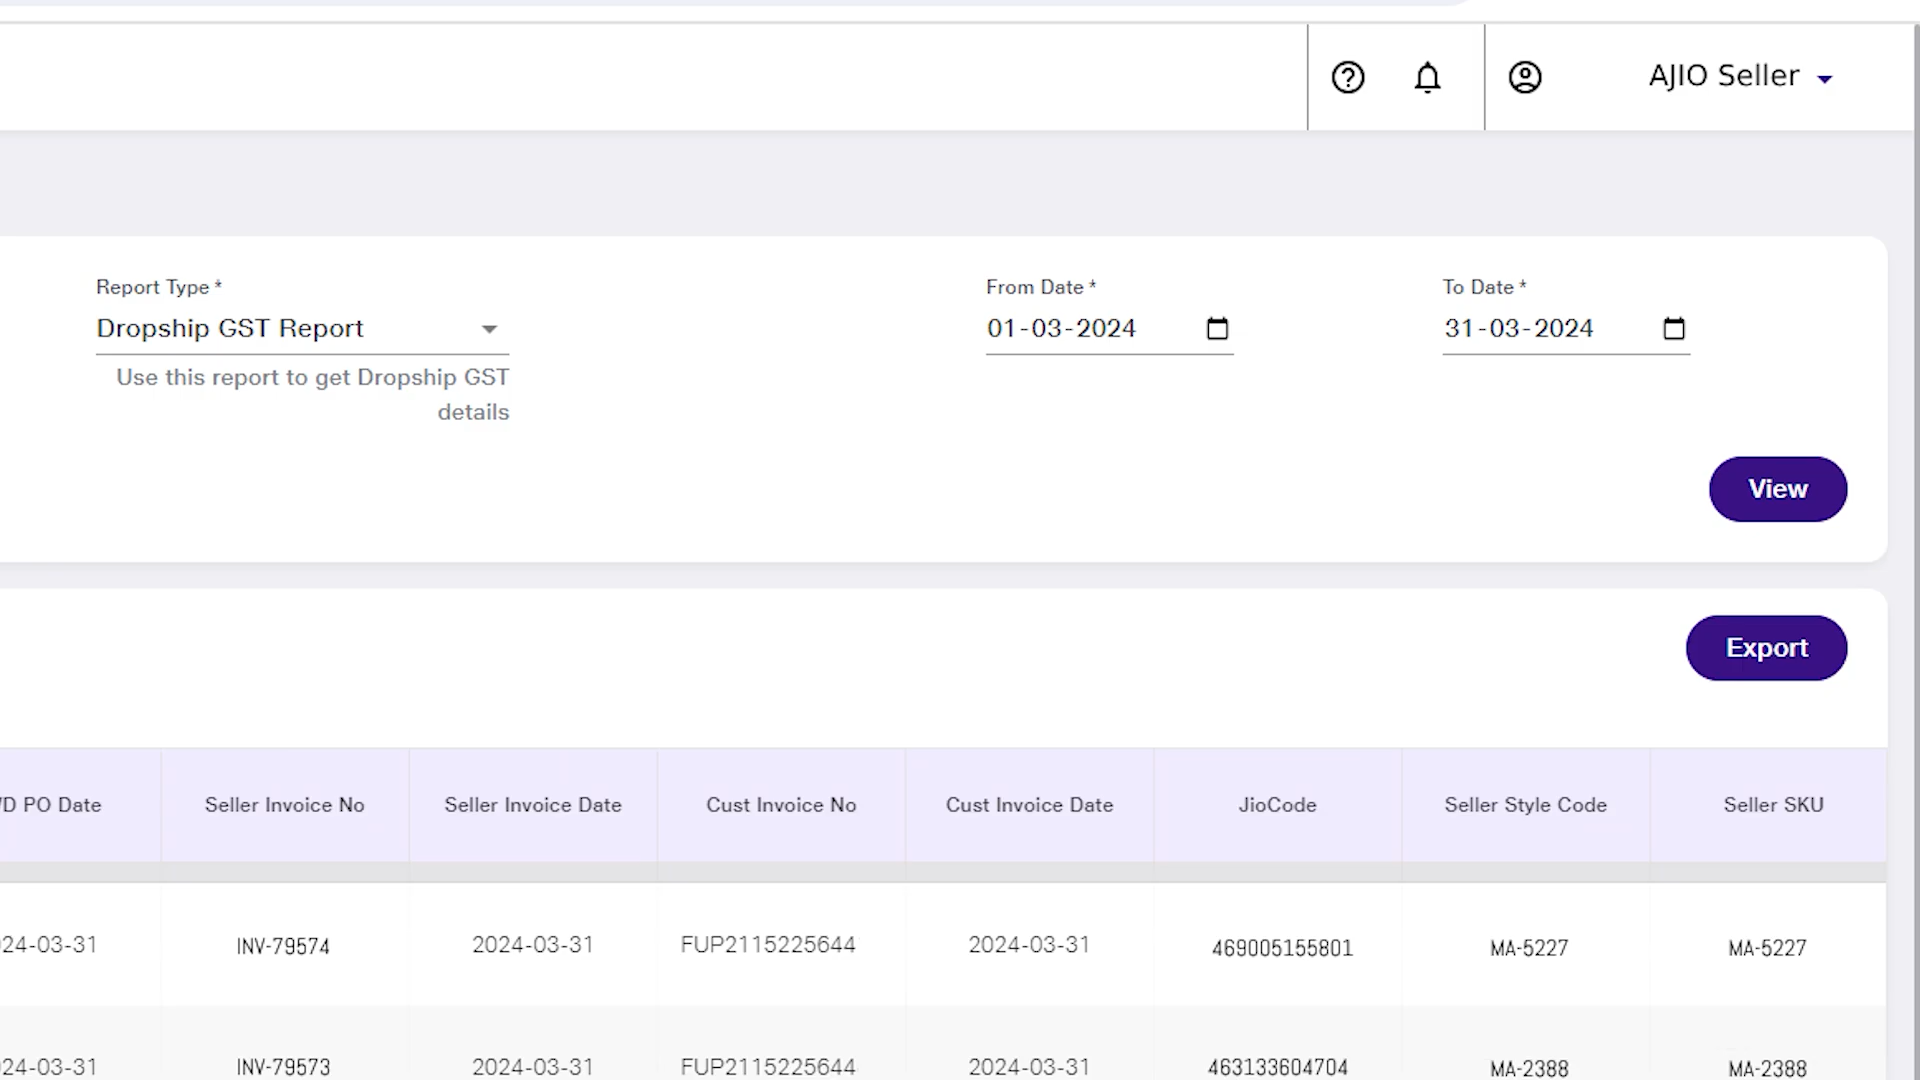 AJIO Seller
Report Type *
From Date *
To Date *
Dropship GST Report
01-03-2024
31-03-2024
Use this report to get Dropship GST
details
View
Export
D PO Date
Seller Invoice No
Seller Invoice Date
Cust Invoice No
Cust Invoice Date
JioCode
Seller Style Code
Seller SKU
24-03-31
INV-79574
2024-03-31
FUP2115225644
2024-03-31
469005155801
MA-5227
MA-5227
24-03-31
INV-79573
2024-03-31
FUP2115225644
2024-03-31
463133604704
MA-2388
MA-2388